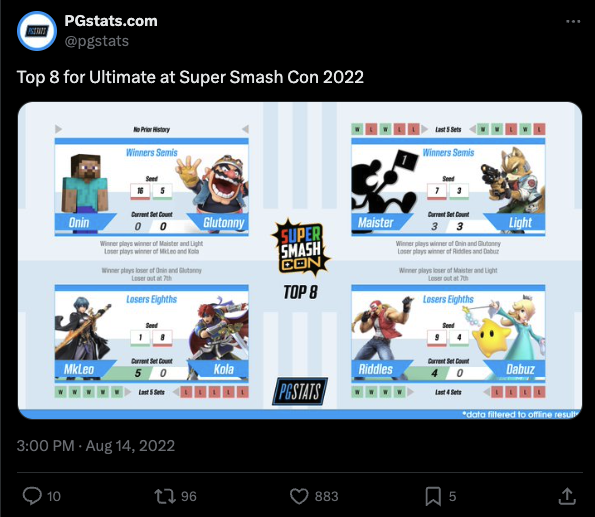 PGSTATS
PGstats.com
@pgstats
Top 8 for Ultimate at Super Smash Con 2022
No Prior History
Winners Semis
Seed
16 5
Current Set Count
0 0
Onin Glutonny
Winner plays winner of Maister and Light
Loser plays winner of MkLeo and Kola
W L W L L Last 5 Sets W W L W L
Winners Semis
1
Seed
7 3
Current Set Count
3 3
Maister Light
Winner plays winner of Onin and Glutonny
Loser plays winner of Riddles and Dabuz
SUPER
SMASH
CON
TOP 8
Winner plays loser of Onin and Glutonny
Loser out at 7th
Losers Eighths
Seed
1 8
Current Set Count
5 0
MkLeo Kola
W W W W W Last 5 Sets L L L L L
Winner plays loser of Maister and Light
Loser out at 7th
Losers Eighths
Seed
9 4
Current Set Count
4 0
Riddles Dabuz
W W W W Last 4 Sets L L L L
PGSTATS
*data filtered to offline results
3:00 PM · Aug 14, 2022
10 96 883 5